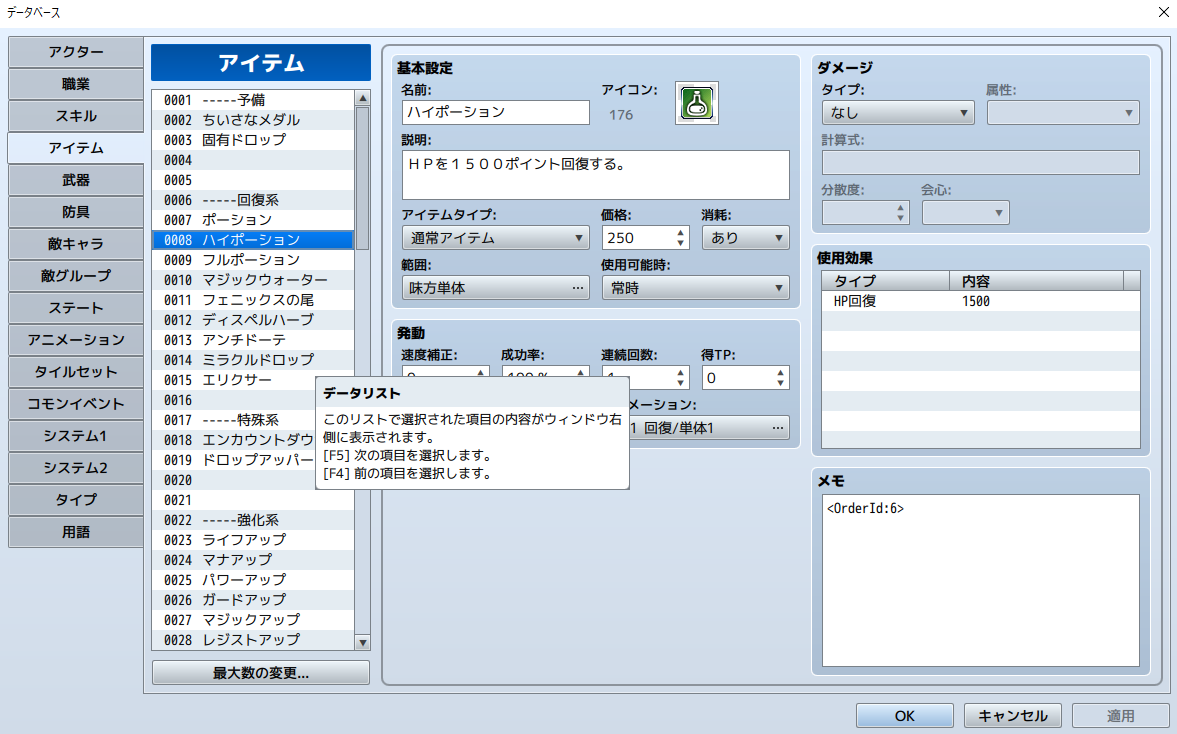 データベース
アクター
職業
スキル
アイテム
武器
防具
敵キャラ
敵グループ
ステート
アニメーション
タイルセット
コモンイベント
システム1
システム2
タイプ
用語
アイテム
0001 -----予備
0002 ちいさなメダル
0003 固有ドロップ
0004
0005
0006 -----回復系
0007 ポーション
0008 ハイポーション
0009 フルポーション
0010 マジックウォーター
0011 フェニックスの尾
0012 ディスペルハーブ
0013 アンチドーテ
0014 ミラクルドロップ
0015 エリクサー
0016
0017 -----特殊系
0018 エンカウントダウ
0019 ドロップアッパー
0020
0021
0022 -----強化系
0023 ライフアップ
0024 マナアップ
0025 パワーアップ
0026 ガードアップ
0027 マジックアップ
0028 レジストアップ
最大数の変更...
基本設定
名前: アイコン:
ハイポーション 176
説明:
ＨＰを１５００ポイント回復する。
アイテムタイプ: 価格: 消耗:
通常アイテム 250 あり
範囲: 使用可能時:
味方単体 ... 常時
発動
速度補正: 成功率: 連続回数: 得TP:
0
メーション:
1 回復/単体1 ...
データリスト
このリストで選択された項目の内容がウィンドウ右
側に表示されます。
[F5] 次の項目を選択します。
[F4] 前の項目を選択します。
ダメージ
タイプ: 属性:
なし
計算式:
分散度: 会心:
使用効果
タイプ 内容
HP回復 1500
メモ
<OrderId:6>
OK キャンセル 適用